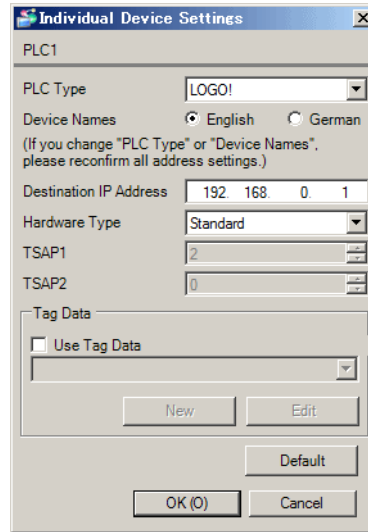 Individual Device Settings
PLC1
PLC Type LOGO!
Device Names English German
(If you change "PLC Type" or "Device Names",
please reconfirm all address settings.)
Destination IP Address 192. 168. 0. 1
Hardware Type Standard
TSAP1 2
TSAP2 0
Tag Data
Use Tag Data
New Edit
Default
OK (O) Cancel